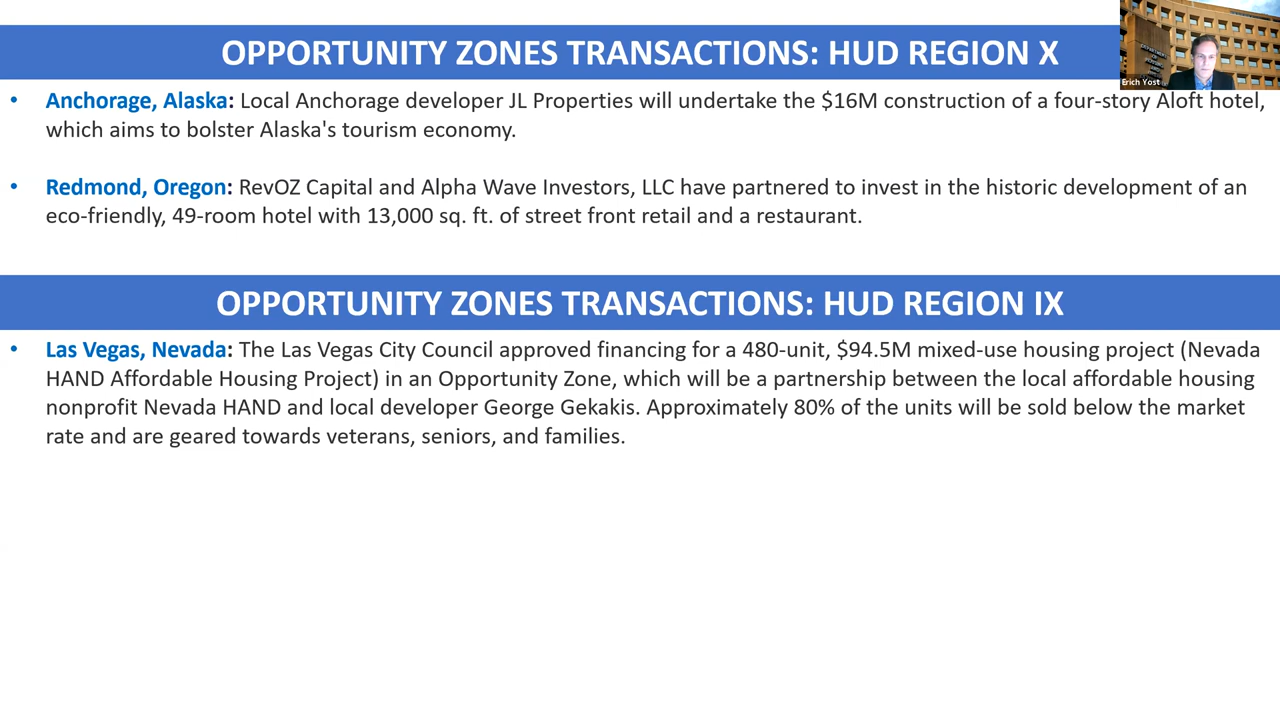 OPPORTUNITY ZONES TRANSACTIONS: HUD REGION X
Erich Yost
• Anchorage, Alaska: Local Anchorage developer JL Properties will undertake the $16M construction of a four-story Aloft hotel,
which aims to bolster Alaska's tourism economy.
• Redmond, Oregon: RevOZ Capital and Alpha Wave Investors, LLC have partnered to invest in the historic development of an
eco-friendly, 49-room hotel with 13,000 sq. ft. of street front retail and a restaurant.
OPPORTUNITY ZONES TRANSACTIONS: HUD REGION IX
• Las Vegas, Nevada: The Las Vegas City Council approved financing for a 480-unit, $94.5M mixed-use housing project (Nevada
HAND Affordable Housing Project) in an Opportunity Zone, which will be a partnership between the local affordable housing
nonprofit Nevada HAND and local developer George Gekakis. Approximately 80% of the units will be sold below the market
rate and are geared towards veterans, seniors, and families.